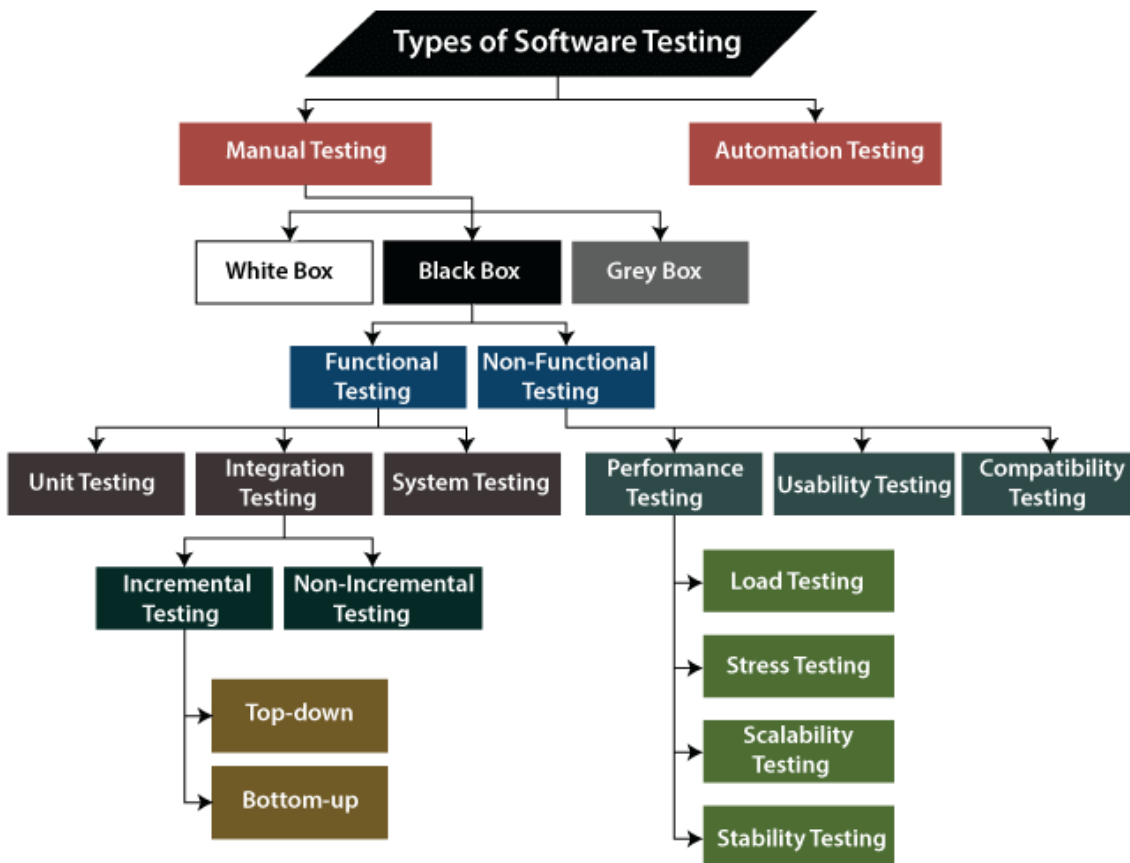 Types of Software Testing
Manual Testing
Automation Testing
White Box
Black Box
Grey Box
Functional
Testing
Non-Functional
Testing
Unit Testing
Integration
Testing
System Testing
Performance
Testing
Usability Testing
Compatibility
Testing
Incremental
Testing
Non-Incremental
Testing
Load Testing
Stress Testing
Top-down
Scalability
Testing
Bottom-up
Stability Testing